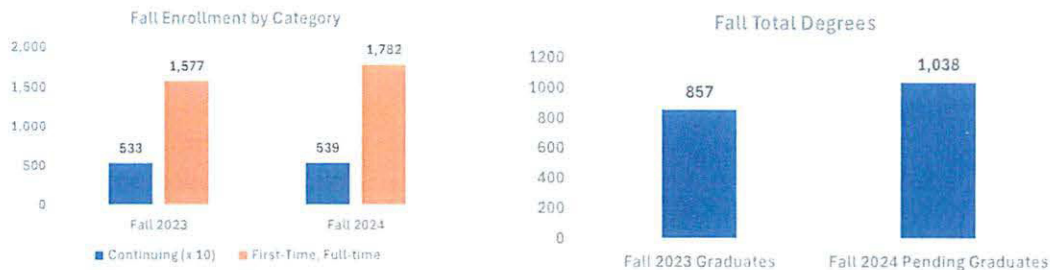 Fall Enrollment by Category
2,000
1,500
1,000
500
0
1,577
1,782
533
539
Fall 2023
Fall 2024
Continuing (x 10)
First-Time, Full-time
Fall Total Degrees
1200
1000
800
600
400
200
0
857
1,038
Fall 2023 Graduates
Fall 2024 Pending Graduates